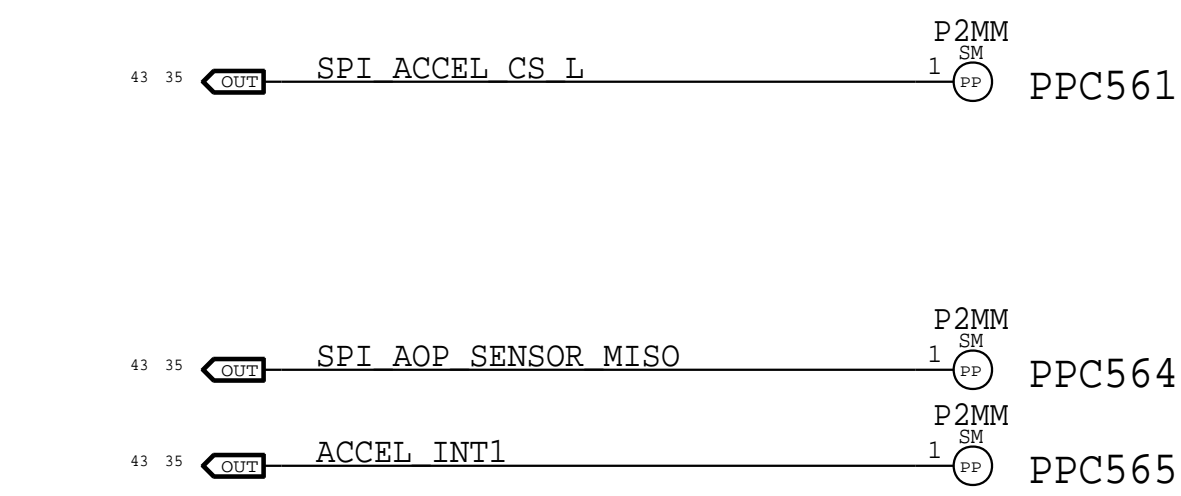 P2MM
SM
43 35 OUT SPI_ACCEL_CS_L 1 PP PPC561
P2MM
SM
43 35 OUT SPI_AOP_SENSOR_MISO 1 PP PPC564
P2MM
SM
43 35 OUT ACCEL_INT1 1 PP PPC565